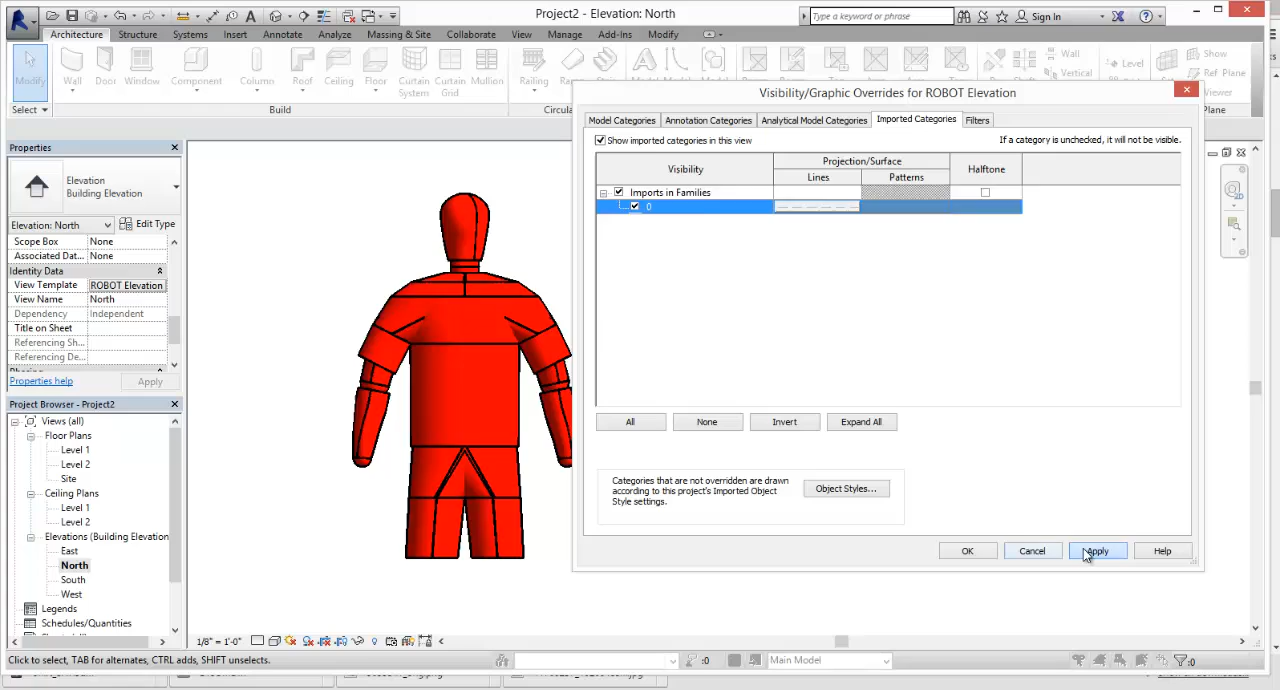 Project2 - Elevation: North
Type a keyword or phrase
Sign In
Architecture Structure Systems Insert Annotate Analyze Massing & Site Collaborate View Manage Add-Ins Modify
Modify Wall Door Window Component Column Roof Ceiling Floor Curtain System Curtain Grid Mullion Railing Ramp Stair
Wall Level Show
Vertical Ref Plane
Viewer
Select Build Circula Plane
Visibility/Graphic Overrides for ROBOT Elevation
Model Categories Annotation Categories Analytical Model Categories Imported Categories Filters
Show imported categories in this view
If a category is unchecked, it will not be visible.
Visibility Projection/Surface Halftone
Lines Patterns
Imports in Families
0
All None Invert Expand All
Categories that are not overridden are drawn
according to this project's Imported Object
Style settings.
Object Styles...
OK Cancel Apply Help
Properties
Elevation
Building Elevation
Elevation: North Edit Type
Scope Box None
Associated Dat... None
Identity Data
View Template ROBOT Elevation
View Name North
Dependency Independent
Title on Sheet
Referencing Sh...
Referencing De...
Properties help Apply
Project Browser - Project2
Views (all)
Floor Plans
Level 1
Level 2
Site
Ceiling Plans
Level 1
Level 2
Elevations (Building Elevation
East
North
South
West
Legends
Schedules/Quantities
1/8" = 1'-0"
Click to select, TAB for alternates, CTRL adds, SHIFT unselects.
:0
Main Model
:0